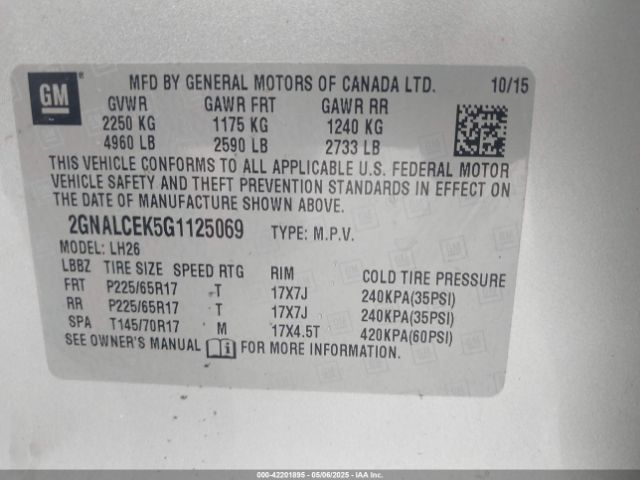 GM ®
MFD BY GENERAL MOTORS OF CANADA LTD. 10/15
GVWR GAWR FRT GAWR RR
2250 KG 1175 KG 1240 KG
4960 LB 2590 LB 2733 LB
THIS VEHICLE CONFORMS TO ALL APPLICABLE U.S. FEDERAL MOTOR
VEHICLE SAFETY AND THEFT PREVENTION STANDARDS IN EFFECT ON
THE DATE OF MANUFACTURE SHOWN ABOVE.
2GNALCEK5G1125069 TYPE: M.P.V.
MODEL: LH26
LBBZ TIRE SIZE SPEED RTG RIM COLD TIRE PRESSURE
FRT P225/65R17 T 17X7J 240KPA(35PSI)
RR P225/65R17 T 17X7J 240KPA(35PSI)
SPA T145/70R17 M 17X4.5T 420KPA(60PSI)
SEE OWNER'S MANUAL FOR MORE INFORMATION.
000-42201895 - 05/06/2025 - IAAI.CA